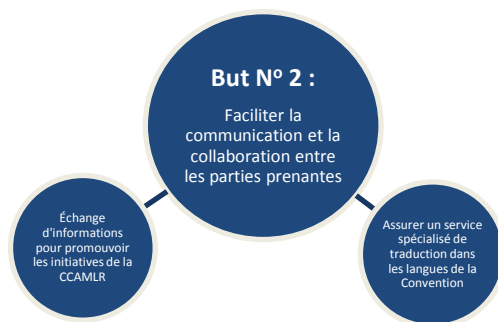 But Nº 2 :
Faciliter la
communication et la
collaboration entre
les parties prenantes
Échange
d'informations
pour promouvoir
les initiatives de la
CCAMLR
Assurer un service
spécialisé de
traduction dans
les langues de la
Convention